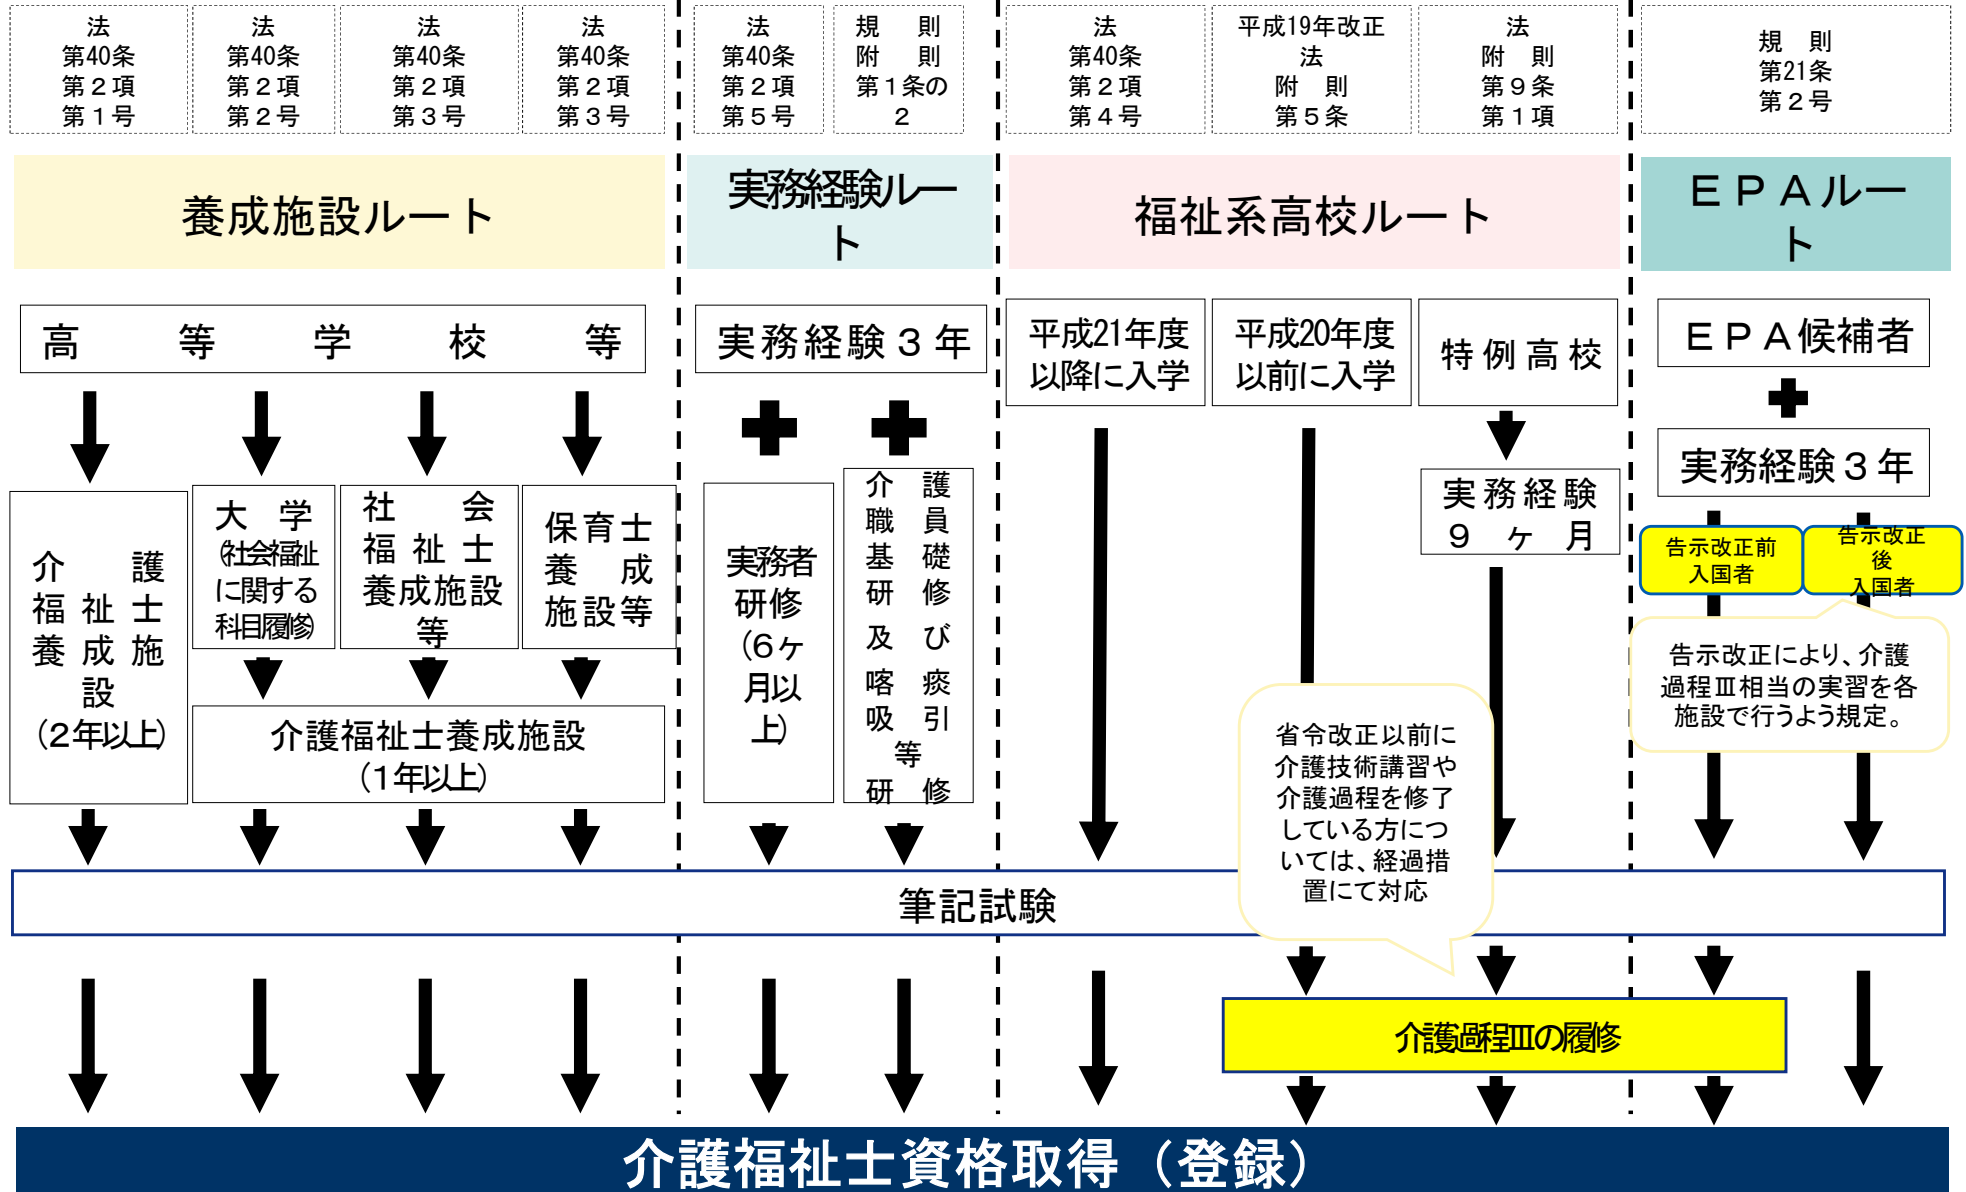 法
第40条
第２項
第１号
法
第40条
第２項
第２号
法
第40条
第２項
第３号
法
第40条
第２項
第３号
法
第40条
第２項
第５号
規　則
附　則
第１条の
２
法
第40条
第２項
第４号
平成19年改正
法
附　則
第５条
法
附　則
第９条
第１項
規　則
第21条
第２号
養成施設ルート
実務経験ルー
ト
福祉系高校ルート
ＥＰＡルー
ト
高　等　学　校　等
実務経験３年
平成21年度
以降に入学
平成20年度
以前に入学
特例高校
ＥＰＡ候補者
実務経験３年
介　護
福祉士
養成施
設
（２年以上）
大　学
（社会福祉
に関する
科目履修）
社　会
福祉士
養成施設
等
保育士
養　成
施設等
実務者
研修
（６ヶ
月以
上）
介　護
職　員
基　礎
研　修
及　び
喀　痰
吸　引
等
研　修
実務経験
９ヶ月
告示改正前
入国者
告示改正
後
入国者
告示改正により、介護
過程Ⅲ相当の実習を各
施設で行うよう規定。
介護福祉士養成施設
（１年以上）
省令改正以前に
介護技術講習や
介護過程を修了
している方につ
いては、経過措
置にて対応
筆記試験
介護過程Ⅲの履修
介護福祉士資格取得（登録）